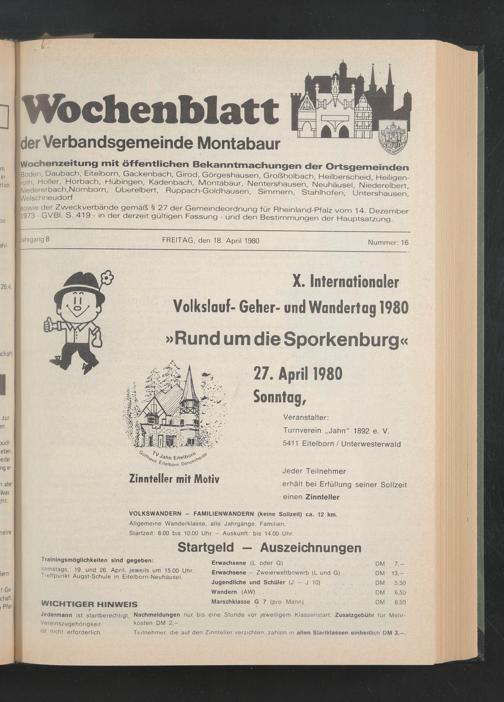 Wochenblatt
der Verbandsgemeinde Montabaur
Wochenzeitung mit öffentlichen Bekanntmachungen der Ortsgemeinden
Boden, Daubach, Eitelborn, Gackenbach, Girod, Görgeshausen, Großholbach, Heilberscheid, Heiligen-
roth, Holler, Horbach, Hübingen, Kadenbach, Montabaur, Nentershausen, Neuhäusel, Niederelbert,
Niedererbach, Nomborn, Oberelbert, Ruppach-Goldhausen, Simmern, Stahlhofen, Untershausen,
Welschneudorf
sowie der Zweckverbände gemäß § 27 der Gemeindeordnung für Rheinland-Pfalz vom 14. Dezember
1973 - GVBl. S. 419 - in der derzeit gültigen Fassung - und den Bestimmungen der Hauptsatzung.
Jahrgang 8 FREITAG, den 18. April 1980 Nummer: 16
X. Internationaler
Volkslauf- Geher- und Wandertag 1980
»Rund um die Sporkenburg«
27. April 1980
Sonntag,
Veranstalter:
Turnverein „Jahn" 1892 e. V.
5411 Eitelborn / Unterwesterwald
TV Jahn Eitelborn
Zinnteller mit Motiv
Jeder Teilnehmer
erhält bei Erfüllung seiner Sollzeit
einen Zinnteller
VOLKSWANDERN – FAMILIENWANDERN (keine Sollzeit) ca. 12 km.
Allgemeine Wanderklasse, alle Jahrgänge, Familien.
Startzeit: 8.00 bis 10.00 Uhr – Auskunft: bis 14.00 Uhr
Startgeld — Auszeichnungen
Trainingsmöglichkeiten sind gegeben:
samstags, 19. und 26. April, jeweils um 15.00 Uhr.
Treffpunkt Augst-Schule in Eitelborn-Neuhäusel.
Erwachsene (L oder G) DM 7,–
Erwachsene – Zweierwettbewerb (L und G) DM 13,–
Jugendliche und Schüler (J – J 10) DM 5,50
Wandern (AW) DM 6,50
Marschklasse G 7 (pro Mann) DM 8,50
WICHTIGER HINWEIS
Jedermann ist startberechtigt,
Vereinszugehörigkeit
ist nicht erforderlich.
Nachmeldungen nur bis eine Stunde vor jeweiligem Klassenstart. Zusatzgebühr für Mehr-
kosten DM 2,–
Teilnehmer, die auf den Zinnteller verzichten, zahlen in allen Startklassen einheitlich DM 3,–.